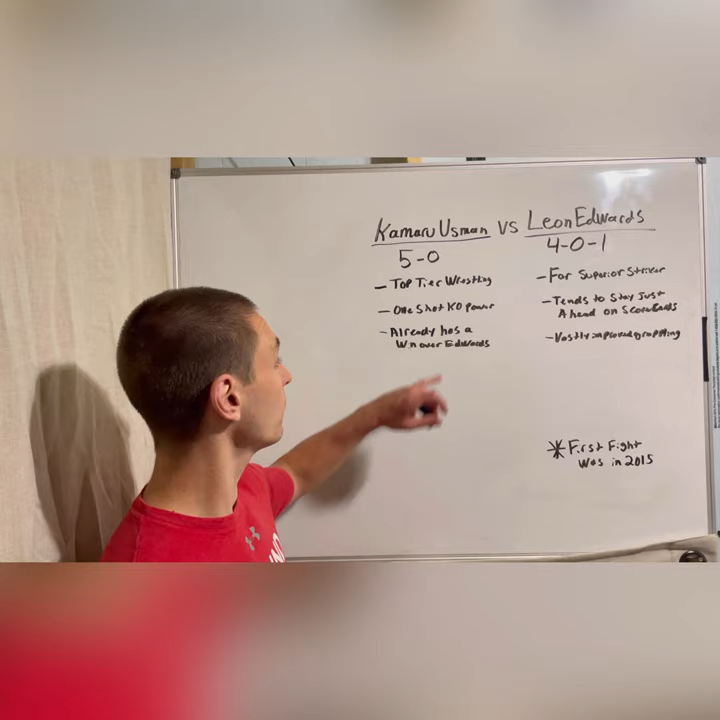 Kamaru Usman vs Leon Edwards
5-0
4-0-1
- Top Tier Wrestling
- One Shot KO Power
- Already has a
Win over Edwards
- Far Superior Striker
- Tends to Stay Just
Ahead on Scorecards
- Vastly improved grappling
* First Fight
Was in 2015